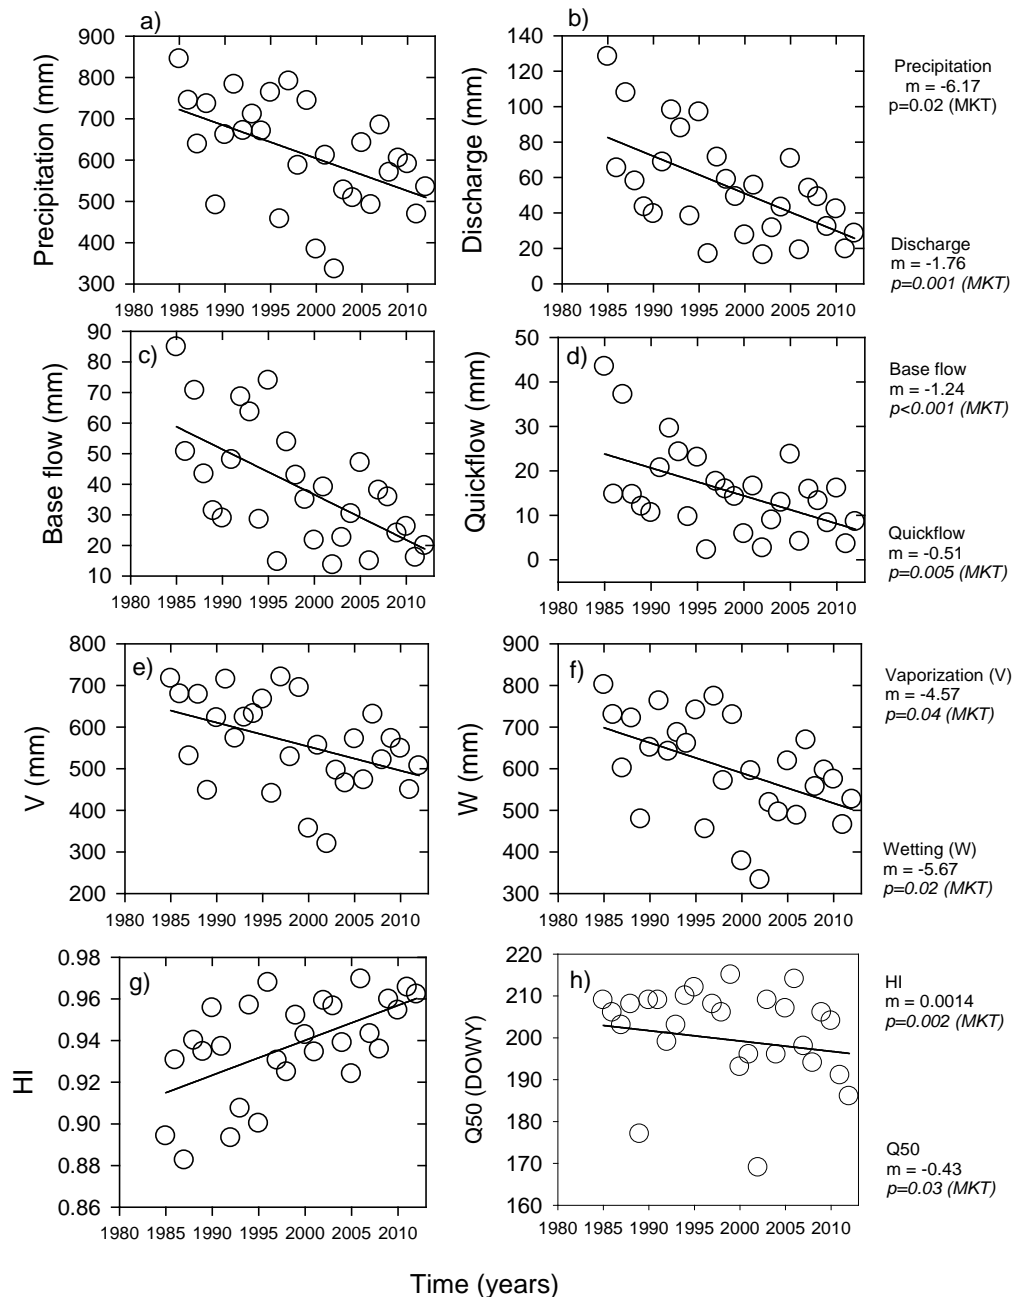 a)
900
800
700
600
500
400
300
Precipitation (mm)
1980 1985 1990 1995 2000 2005 2010
b)
140
120
100
80
60
40
20
0
Discharge (mm)
1980 1985 1990 1995 2000 2005 2010
Precipitation
m = -6.17
p=0.02 (MKT)
Discharge
m = -1.76
p=0.001 (MKT)
c)
90
80
70
60
50
40
30
20
10
Base flow (mm)
1980 1985 1990 1995 2000 2005 2010
d)
50
40
30
20
10
0
Quickflow (mm)
1980 1985 1990 1995 2000 2005 2010
Base flow
m = -1.24
p<0.001 (MKT)
Quickflow
m = -0.51
p=0.005 (MKT)
e)
800
700
600
500
400
300
200
V (mm)
1980 1985 1990 1995 2000 2005 2010
f)
900
800
700
600
500
400
300
W (mm)
1980 1985 1990 1995 2000 2005 2010
Vaporization (V)
m = -4.57
p=0.04 (MKT)
Wetting (W)
m = -5.67
p=0.02 (MKT)
g)
0.98
0.96
0.94
0.92
0.90
0.88
0.86
HI
1980 1985 1990 1995 2000 2005 2010
h)
220
210
200
190
180
170
160
Q50 (DOWY)
1980 1985 1990 1995 2000 2005 2010
HI
m = 0.0014
p=0.002 (MKT)
Q50
m = -0.43
p=0.03 (MKT)
Time (years)